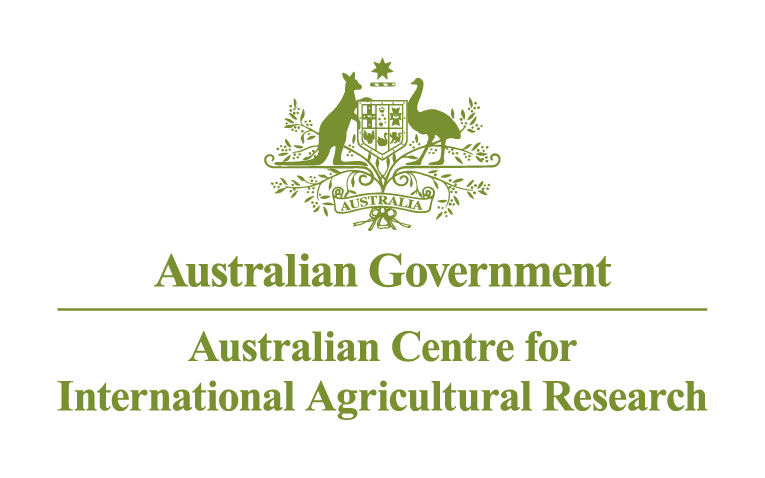 AUSTRALIA
Australian Government
Australian Centre for
International Agricultural Research